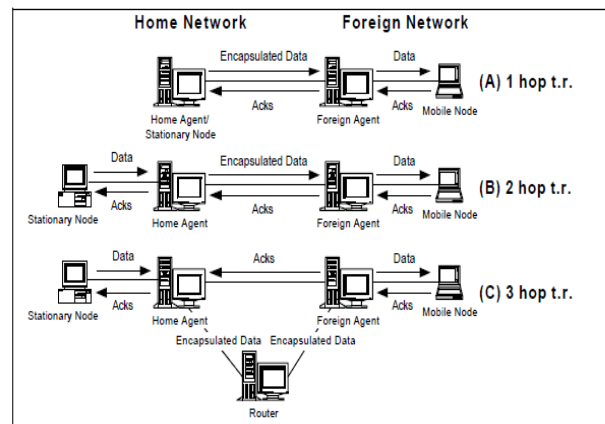 Home Network Foreign Network
Encapsulated Data Data
(A) 1 hop t.r.
Acks Acks
Home Agent/
Stationary Node
Foreign Agent
Mobile Node
Data Encapsulated Data Data
(B) 2 hop t.r.
Acks Acks Acks
Stationary Node Home Agent Foreign Agent Mobile Node
Data Acks Data
(C) 3 hop t.r.
Acks Acks
Stationary Node Home Agent Foreign Agent Mobile Node
Encapsulated Data Encapsulated Data
Router